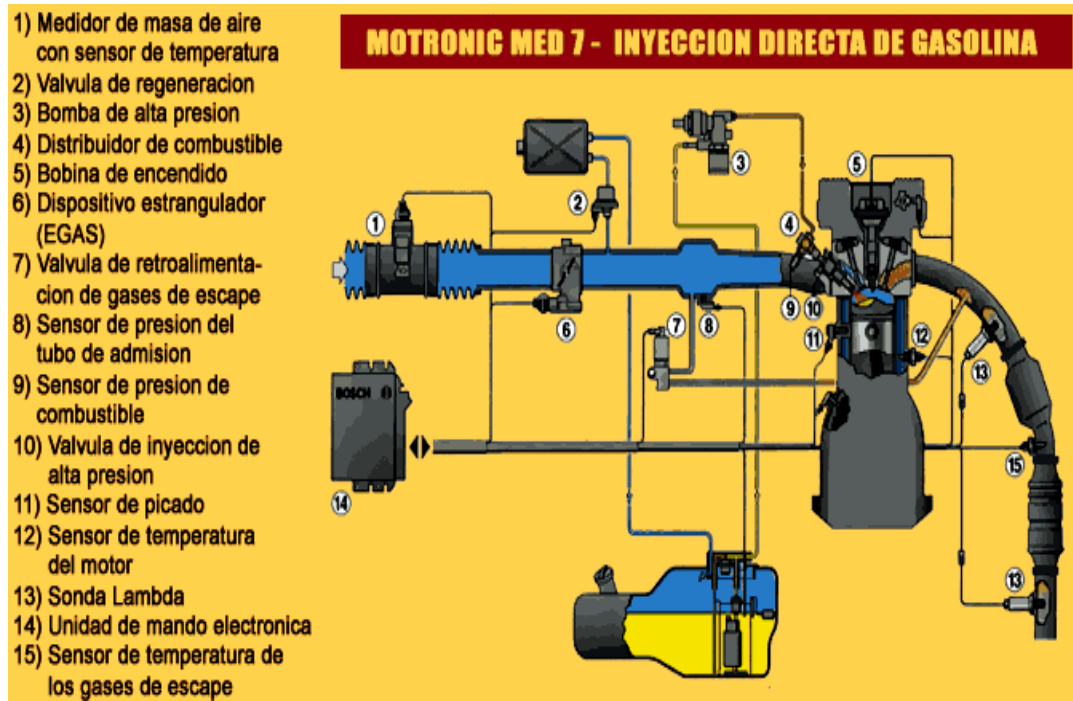 1) Medidor de masa de aire
con sensor de temperatura
2) Valvula de regeneracion
3) Bomba de alta presion
4) Distribuidor de combustible
5) Bobina de encendido
6) Dispositivo estrangulador
(EGAS)
7) Valvula de retroalimenta-
cion de gases de escape
8) Sensor de presion del
tubo de admision
9) Sensor de presion de
combustible
10) Valvula de inyeccion de
alta presion
11) Sensor de picado
12) Sensor de temperatura
del motor
13) Sonda Lambda
14) Unidad de mando electronica
15) Sensor de temperatura de
los gases de escape
MOTRONIC MED 7 - INYECCION DIRECTA DE GASOLINA
1
2
3
4
5
6
7
8
9
10
11
12
13
BOSCH
14
15
13